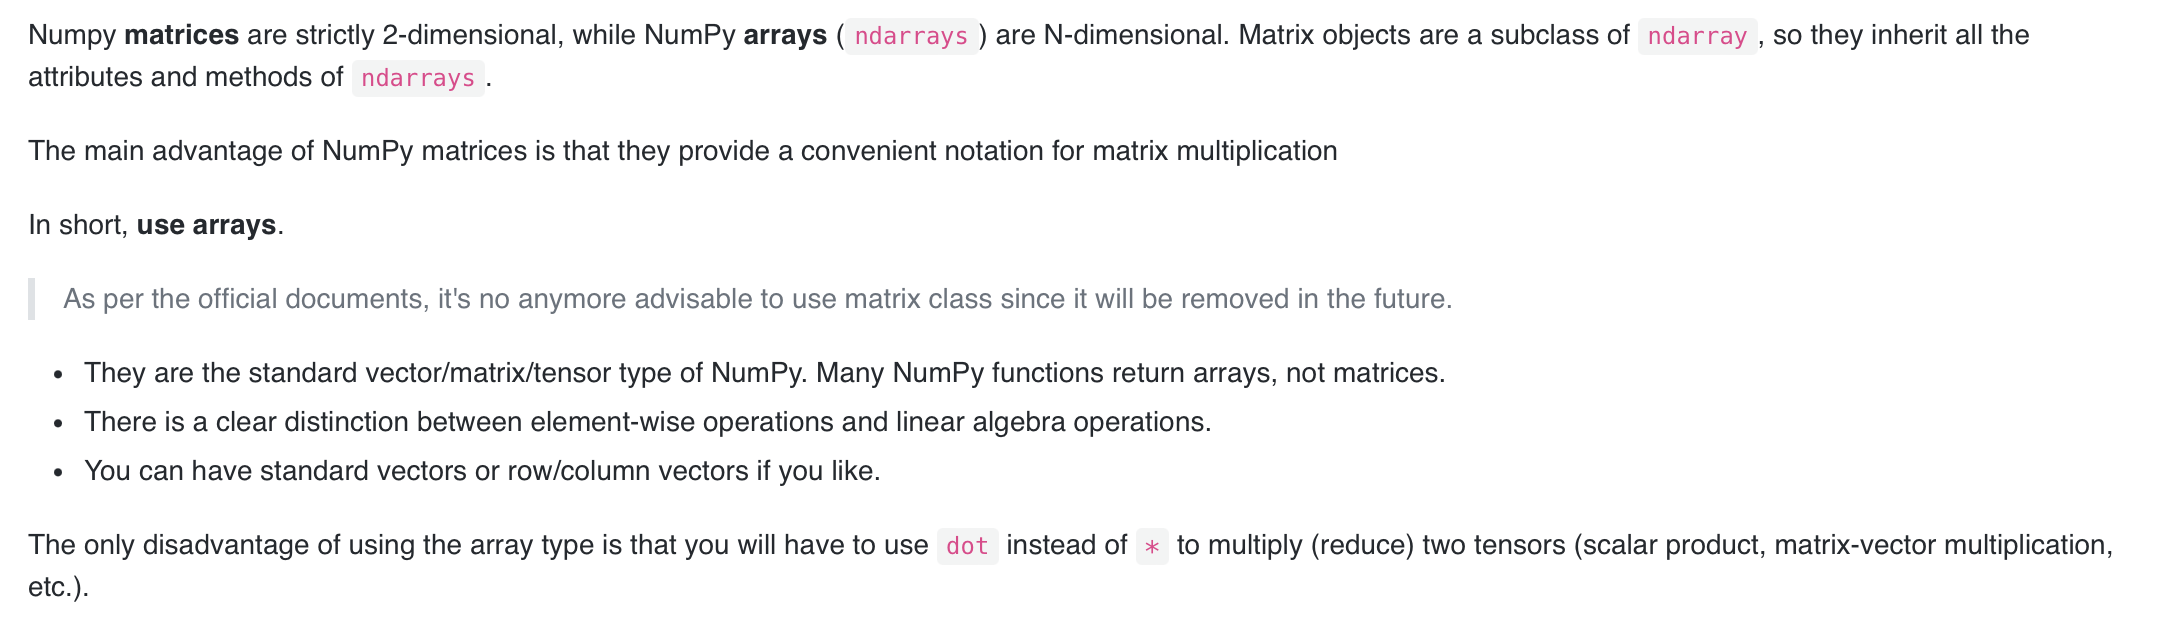 Numpy matrices are strictly 2-dimensional, while NumPy arrays ( ndarrays ) are N-dimensional. Matrix objects are a subclass of ndarray , so they inherit all the
attributes and methods of ndarrays .
The main advantage of NumPy matrices is that they provide a convenient notation for matrix multiplication
In short, use arrays.
As per the official documents, it's no anymore advisable to use matrix class since it will be removed in the future.
• They are the standard vector/matrix/tensor type of NumPy. Many NumPy functions return arrays, not matrices.
• There is a clear distinction between element-wise operations and linear algebra operations.
• You can have standard vectors or row/column vectors if you like.
The only disadvantage of using the array type is that you will have to use dot instead of * to multiply (reduce) two tensors (scalar product, matrix-vector multiplication,
etc.).